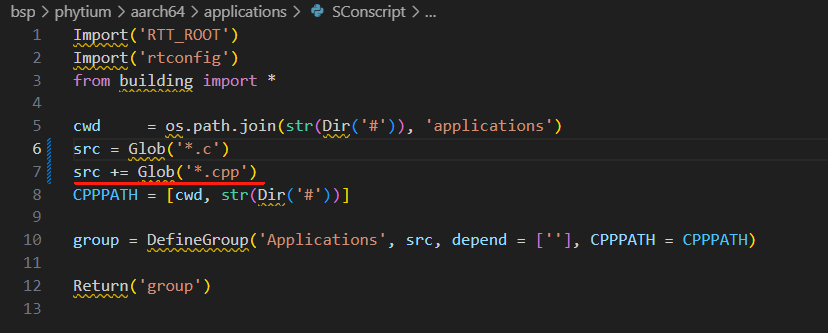 bsp > phytium > aarch64 > applications > SConscript > ...
1 Import('RTT_ROOT')
2 Import('rtconfig')
3 from building import *
4
5 cwd     = os.path.join(str(Dir('#')), 'applications')
6 src = Glob('*.c')
7 src += Glob('*.cpp')
8 CPPPATH = [cwd, str(Dir('#'))]
9
10 group = DefineGroup('Applications', src, depend = [''], CPPPATH = CPPPATH)
11
12 Return('group')
13